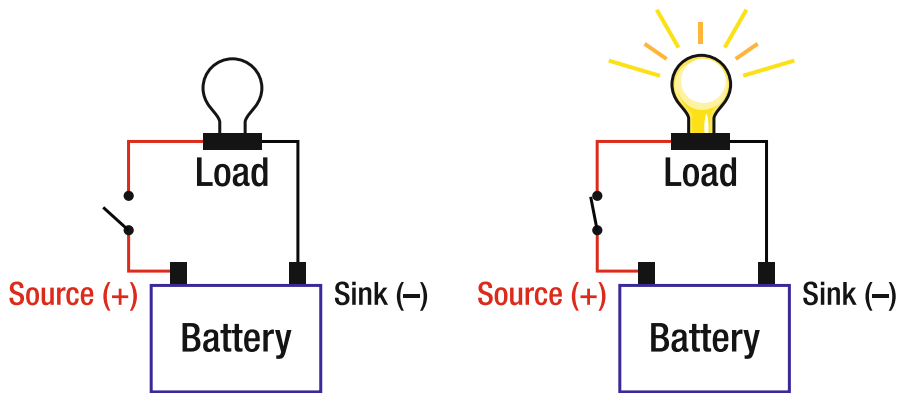 Load
Source (+)
Sink (–)
Battery
Load
Source (+)
Sink (–)
Battery